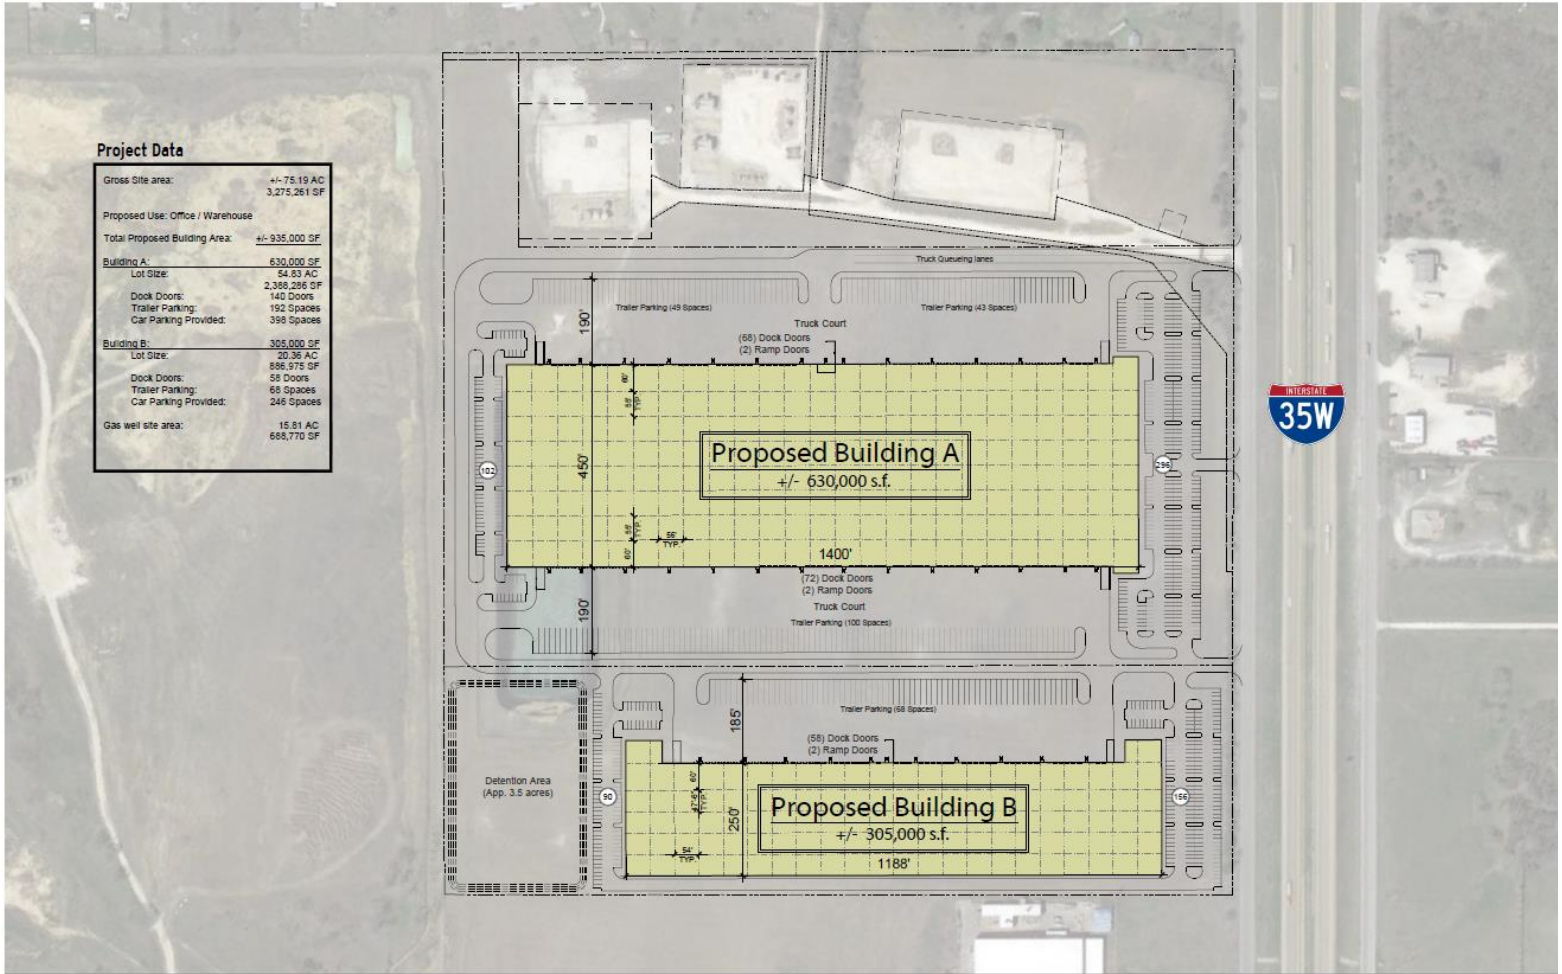 Project Data
Gross Site area: +/- 75.19 AC
3,275,261 SF
Proposed Use: Office / Warehouse
Total Proposed Building Area: +/- 935,000 SF
Building A: 630,000 SF
Lot Size: 54.83 AC
2,388,286 SF
Dock Doors: 140 Doors
Trailer Parking: 192 Spaces
Car Parking Provided: 398 Spaces
Building B: 305,000 SF
Lot Size: 20.36 AC
886,975 SF
Dock Doors: 58 Doors
Trailer Parking: 68 Spaces
Car Parking Provided: 246 Spaces
Gas well site area: 15.81 AC
688,770 SF
Truck Queueing lanes
Trailer Parking (49 Spaces)
Trailer Parking (43 Spaces)
190'
Truck Court
(68) Dock Doors
(2) Ramp Doors
60'
TYP.
INTERSTATE
35W
Proposed Building A
+/- 630,000 s.f.
102
450'
296
TYP.
56'
TYP.
60'
1400'
(72) Dock Doors
(2) Ramp Doors
190'
Truck Court
Trailer Parking (100 Spaces)
185'
Trailer Parking (68 Spaces)
(58) Dock Doors
(2) Ramp Doors
Detention Area
(App. 3.5 acres)
60'
47'-6"
TYP.
90
156
Proposed Building B
+/- 305,000 s.f.
250'
54'
TYP.
1188'